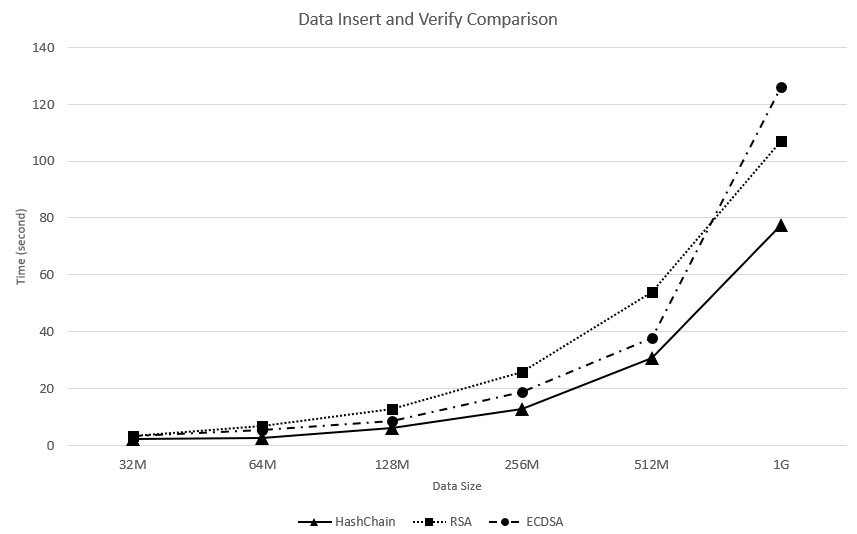 Data Insert and Verify Comparison
140
120
100
80
60
40
20
0
Time (second)
32M 64M 128M 256M 512M 1G
Data Size
HashChain RSA ECDSA